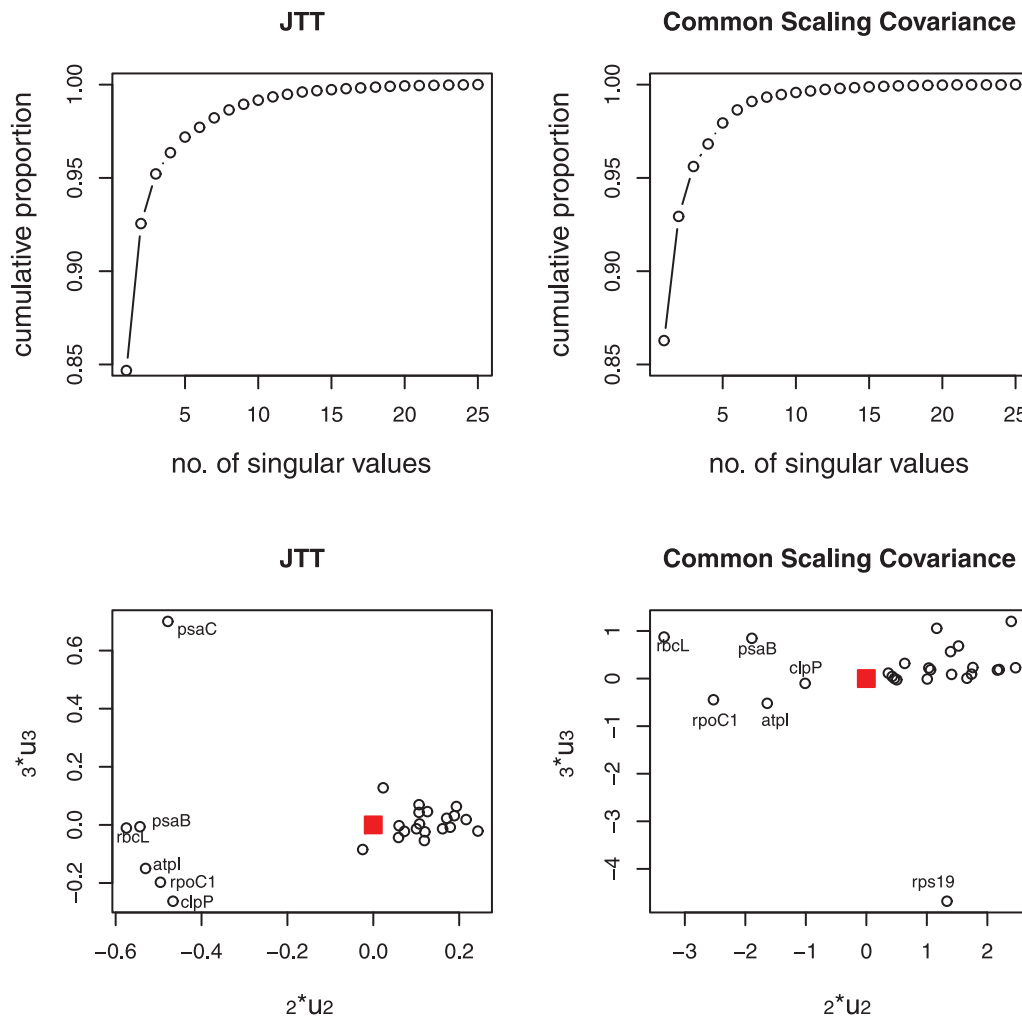 JTT
cumulative proportion
1.00
0.95
0.90
0.85
5 10 15 20 25
no. of singular values
Common Scaling Covariance
cumulative proportion
1.00
0.95
0.90
0.85
5 10 15 20 25
no. of singular values
JTT
3*u3
0.6
0.4
0.2
0.0
−0.2
psaC
psaB
rbcL
atpI
rpoC1
clpP
−0.6 −0.4 −0.2 0.0 0.2
2*u2
Common Scaling Covariance
3*u3
1
0
−1
−2
−3
−4
rbcL
psaB
clpP
rpoC1
atpI
rps19
−3 −2 −1 0 1 2
2*u2